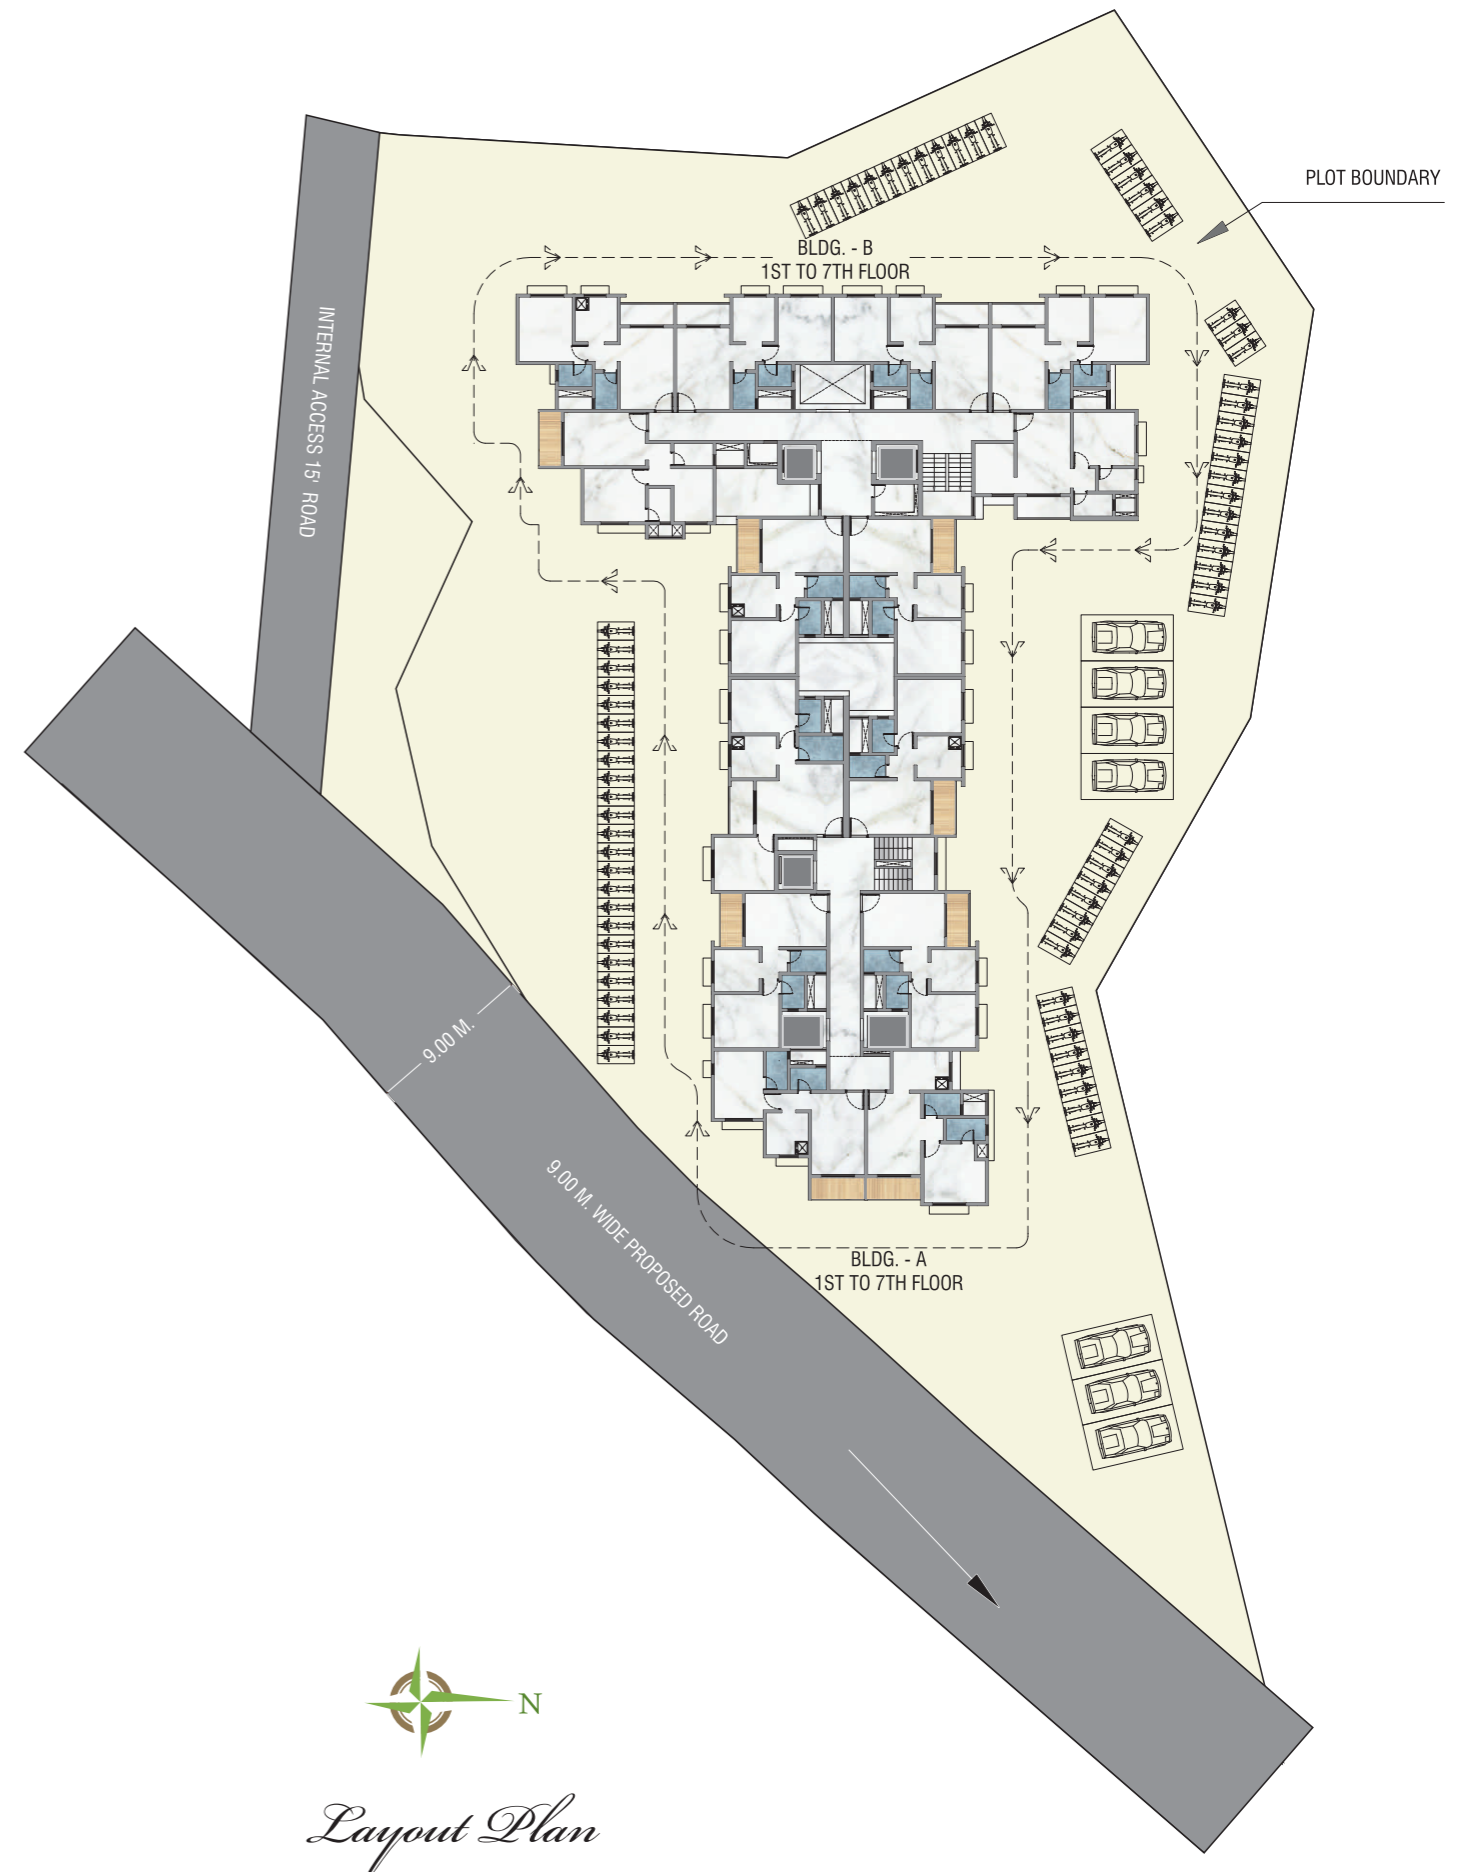 PLOT BOUNDARY
BLDG. - B
1ST TO 7TH FLOOR
INTERNAL ACCESS 15' ROAD
9.00 M.
9.00 M. WIDE PROPOSED ROAD
BLDG. - A
1ST TO 7TH FLOOR
N
Layout Plan